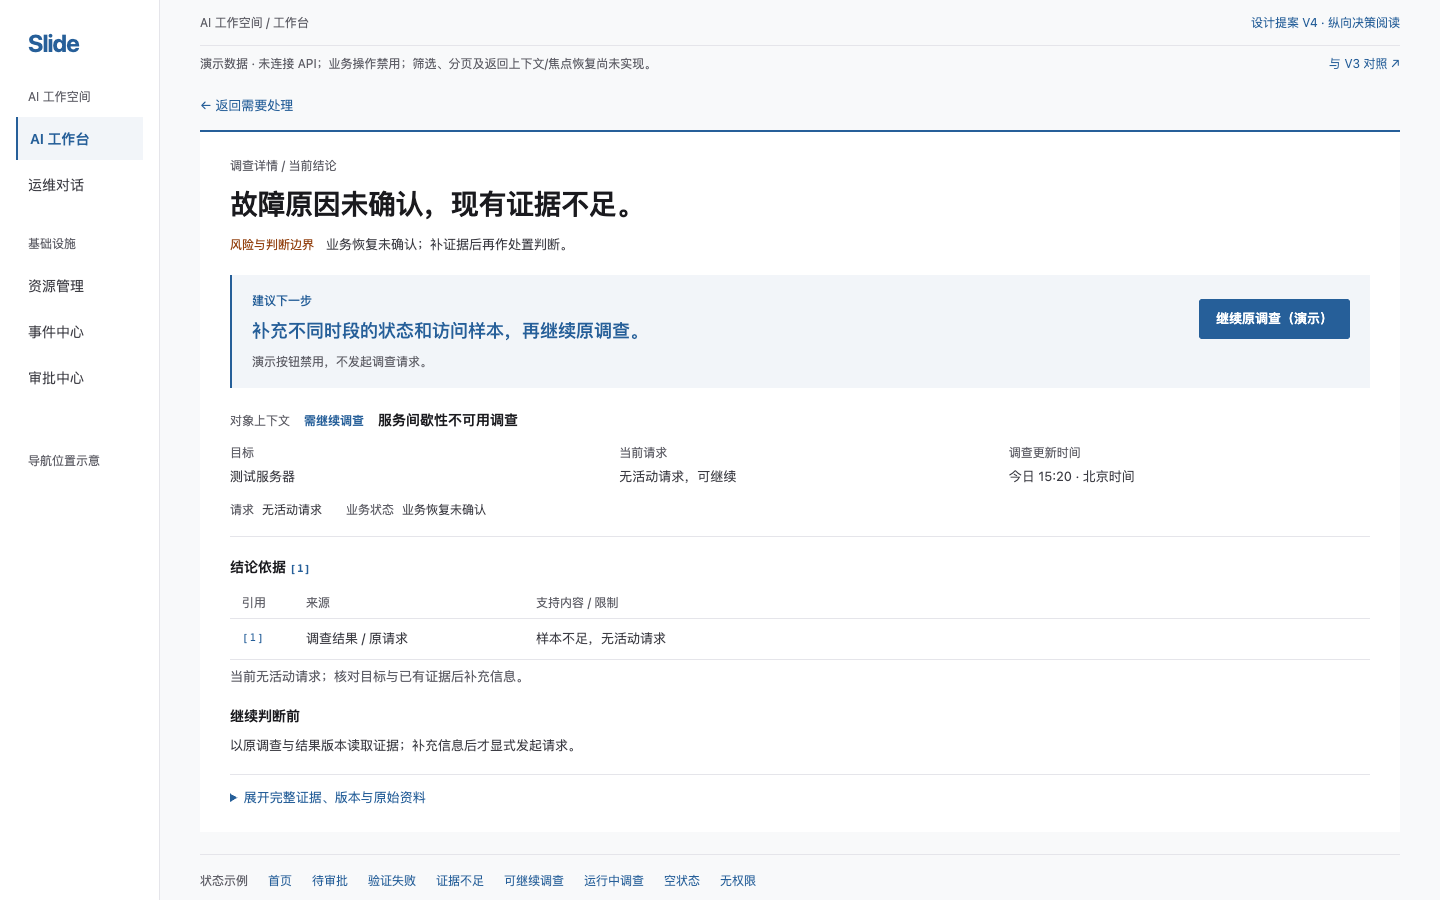 Slide
AI 工作空间
AI 工作台
运维对话
基础设施
资源管理
事件中心
审批中心
导航位置示意
AI 工作空间 / 工作台
设计提案 V4 · 纵向决策阅读
演示数据 · 未连接 API；业务操作禁用；筛选、分页及返回上下文/焦点恢复尚未实现。
与 V3 对照 ↗
← 返回需要处理
调查详情 / 当前结论
故障原因未确认，现有证据不足。
风险与判断边界 业务恢复未确认；补证据后再作处置判断。
建议下一步
补充不同时段的状态和访问样本，再继续原调查。
演示按钮禁用，不发起调查请求。
继续原调查（演示）
对象上下文 需继续调查 服务间歇性不可用调查
目标 当前请求 调查更新时间
测试服务器 无活动请求，可继续 今日 15:20 · 北京时间
请求 无活动请求 业务状态 业务恢复未确认
结论依据 [1]
引用 来源 支持内容 / 限制
[1] 调查结果 / 原请求 样本不足，无活动请求
当前无活动请求；核对目标与已有证据后补充信息。
继续判断前
以原调查与结果版本读取证据；补充信息后才显式发起请求。
▶ 展开完整证据、版本与原始资料
状态示例 首页 待审批 验证失败 证据不足 可继续调查 运行中调查 空状态 无权限